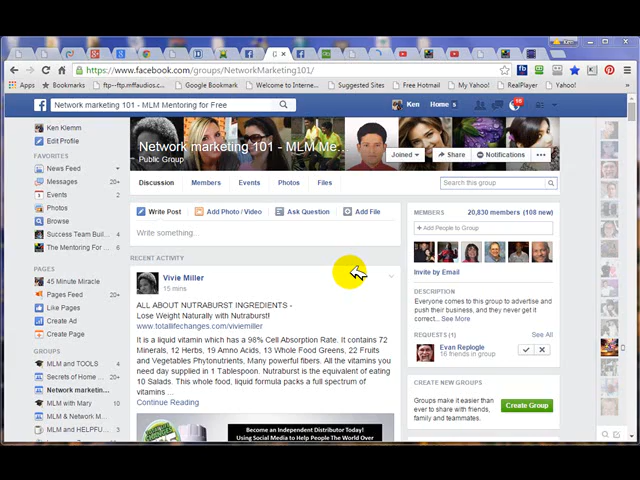 Ken
https://www.facebook.com/groups/NetworkMarketing101/
Apps
Bookmarks
ftp--ftp.mffaudios.c...
Google Bookmark
Welcome to Internet...
Suggested Sites
Free Hotmail
My Yahoo!
RealPlayer
My Yahoo!
Network marketing 101 - MLM Mentoring for Free
Ken
Home 5
Ken Klemm
Edit Profile
FAVORITES
News Feed
Messages 20+
Events 2
Photos
Browse
Success Team Buil...
The Mentoring For ...
PAGES
45 Minute Miracle
Pages Feed 20+
Like Pages
Create Ad
Create Page
GROUPS
MLM and TOOLS 4
Secrets of Home ... 20+
Network marketin...
MLM with Mary 10
MLM & Network M...
MLM and HELPFU...
Network marketing 101 - MLM Me...
Public Group
Joined
Share
Notifications
Discussion
Members
Events
Photos
Files
Search this group
Write Post
Add Photo / Video
Ask Question
Add File
Write something...
RECENT ACTIVITY
Vivie Miller
15 mins
ALL ABOUT NUTRABURST INGREDIENTS -
Lose Weight Naturally with Nutraburst!
www.totallifechanges.com/viviemiller
It is a liquid vitamin which has a 98% Cell Absorption Rate. It contains 72
Minerals, 12 Herbs, 19 Amino Acids, 13 Whole Food Greens, 22 Fruits
and Vegetables Phytonutrients. Many powerful fibers. All the vitamins you
need day supplied in 1 Tablespoon. Nutraburst is the equivalent of eating
10 Salads. This whole food, liquid formula packs a full spectrum of
vitamins ...
Continue Reading
Become an Independent Distributor Today!
Using Social Media to Help People The World Over
MEMBERS
20,830 members (108 new)
+ Add People to Group
Invite by Email
DESCRIPTION
Everyone comes to this group to advertise and
push their business, and they never get it
correct... See More
REQUESTS (1)
See All
Evan Replogle
16 friends in group
CREATE NEW GROUPS
Groups make it easier than
ever to share with friends,
family and teammates.
Create Group